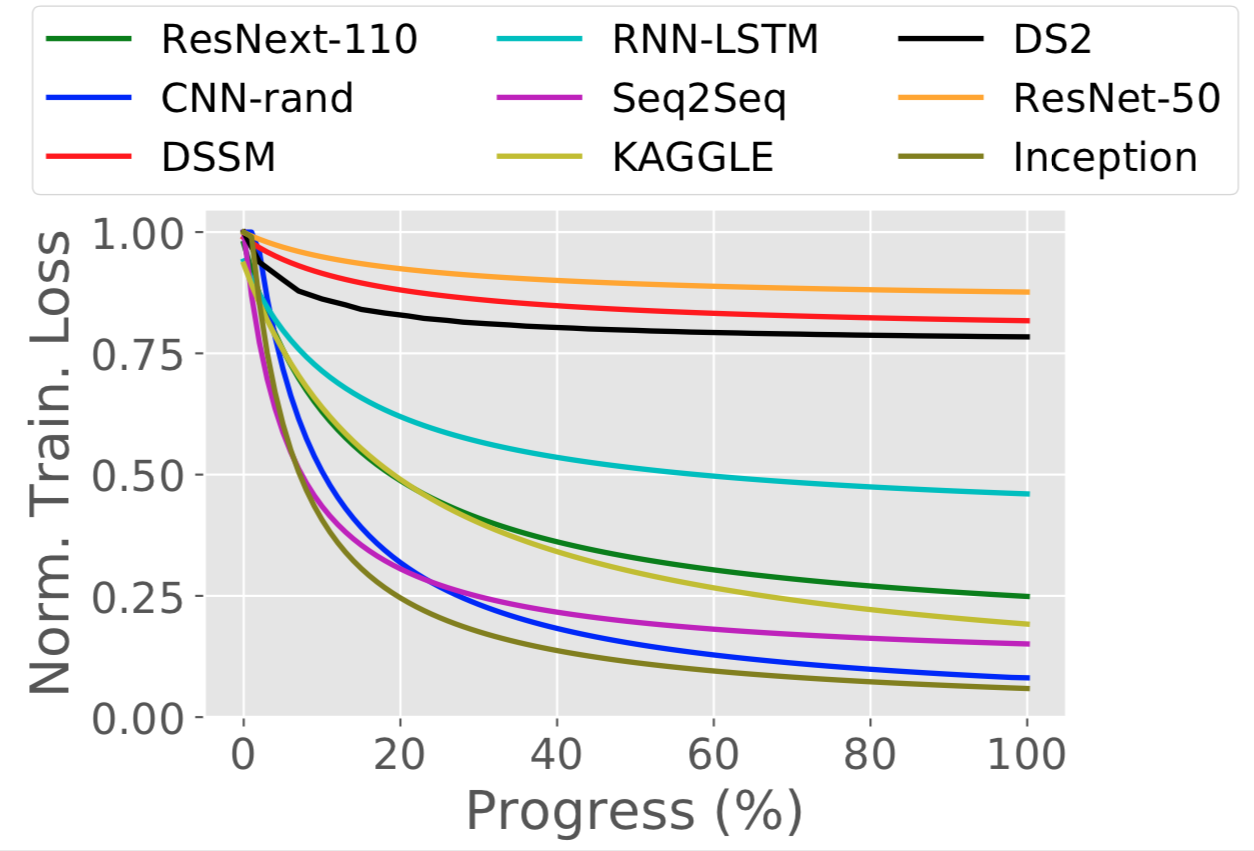 ResNext-110 RNN-LSTM DS2
CNN-rand Seq2Seq ResNet-50
DSSM KAGGLE Inception
Norm. Train. Loss
1.00
0.75
0.50
0.25
0.00
0 20 40 60 80 100
Progress (%)